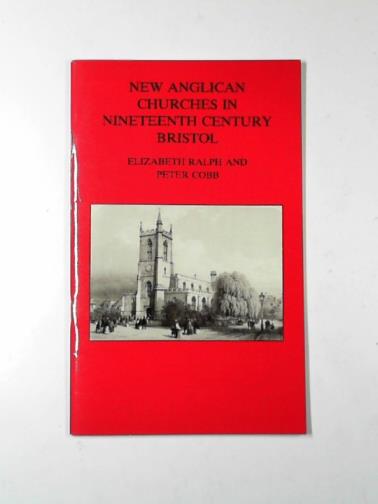 NEW ANGLICAN
CHURCHES IN
NINETEENTH CENTURY
BRISTOL
ELIZABETH RALPH AND
PETER COBB